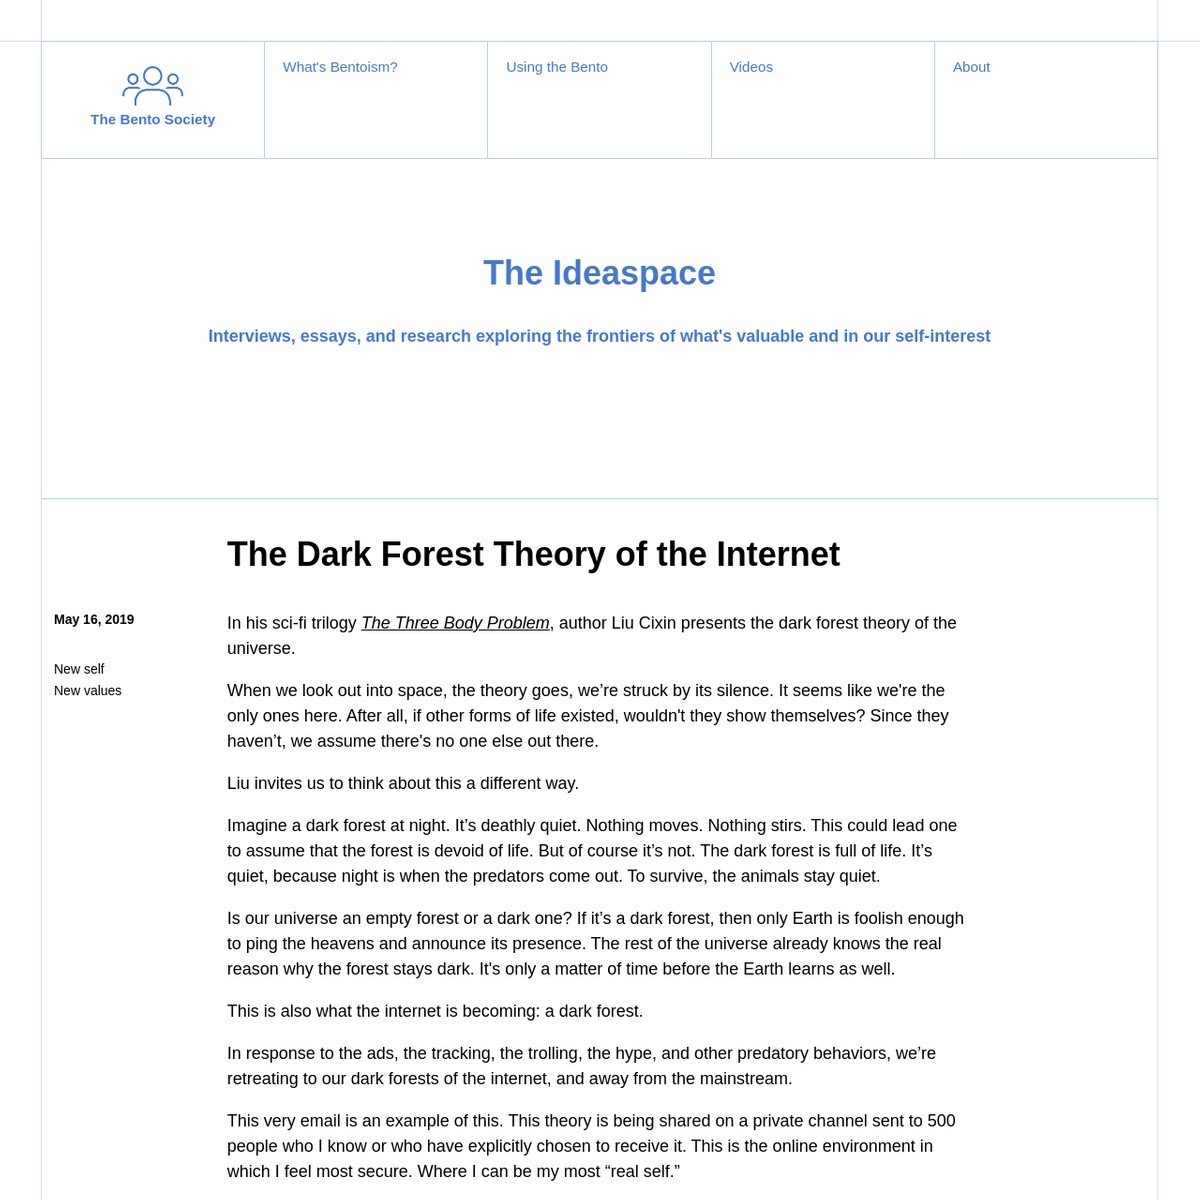 The Bento Society
What's Bentoism?
Using the Bento
Videos
About
The Ideaspace
Interviews, essays, and research exploring the frontiers of what's valuable and in our self-interest
The Dark Forest Theory of the Internet
May 16, 2019
New self
New values
In his sci-fi trilogy The Three Body Problem, author Liu Cixin presents the dark forest theory of the
universe.
When we look out into space, the theory goes, we’re struck by its silence. It seems like we're the
only ones here. After all, if other forms of life existed, wouldn't they show themselves? Since they
haven’t, we assume there's no one else out there.
Liu invites us to think about this a different way.
Imagine a dark forest at night. It’s deathly quiet. Nothing moves. Nothing stirs. This could lead one
to assume that the forest is devoid of life. But of course it’s not. The dark forest is full of life. It’s
quiet, because night is when the predators come out. To survive, the animals stay quiet.
Is our universe an empty forest or a dark one? If it’s a dark forest, then only Earth is foolish enough
to ping the heavens and announce its presence. The rest of the universe already knows the real
reason why the forest stays dark. It's only a matter of time before the Earth learns as well.
This is also what the internet is becoming: a dark forest.
In response to the ads, the tracking, the trolling, the hype, and other predatory behaviors, we’re
retreating to our dark forests of the internet, and away from the mainstream.
This very email is an example of this. This theory is being shared on a private channel sent to 500
people who I know or who have explicitly chosen to receive it. This is the online environment in
which I feel most secure. Where I can be my most “real self.”